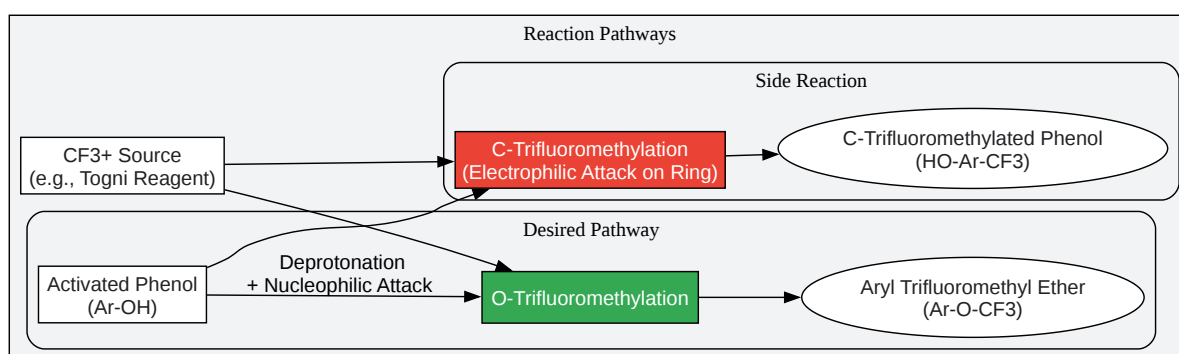 Reaction Pathways
Side Reaction
CF3+ Source
(e.g., Togni Reagent)
C-Trifluoromethylation
(Electrophilic Attack on Ring)
C-Trifluoromethylated Phenol
(HO-Ar-CF3)
Desired Pathway
Activated Phenol
(Ar-OH)
Deprotonation
+ Nucleophilic Attack
O-Trifluoromethylation
Aryl Trifluoromethyl Ether
(Ar-O-CF3)